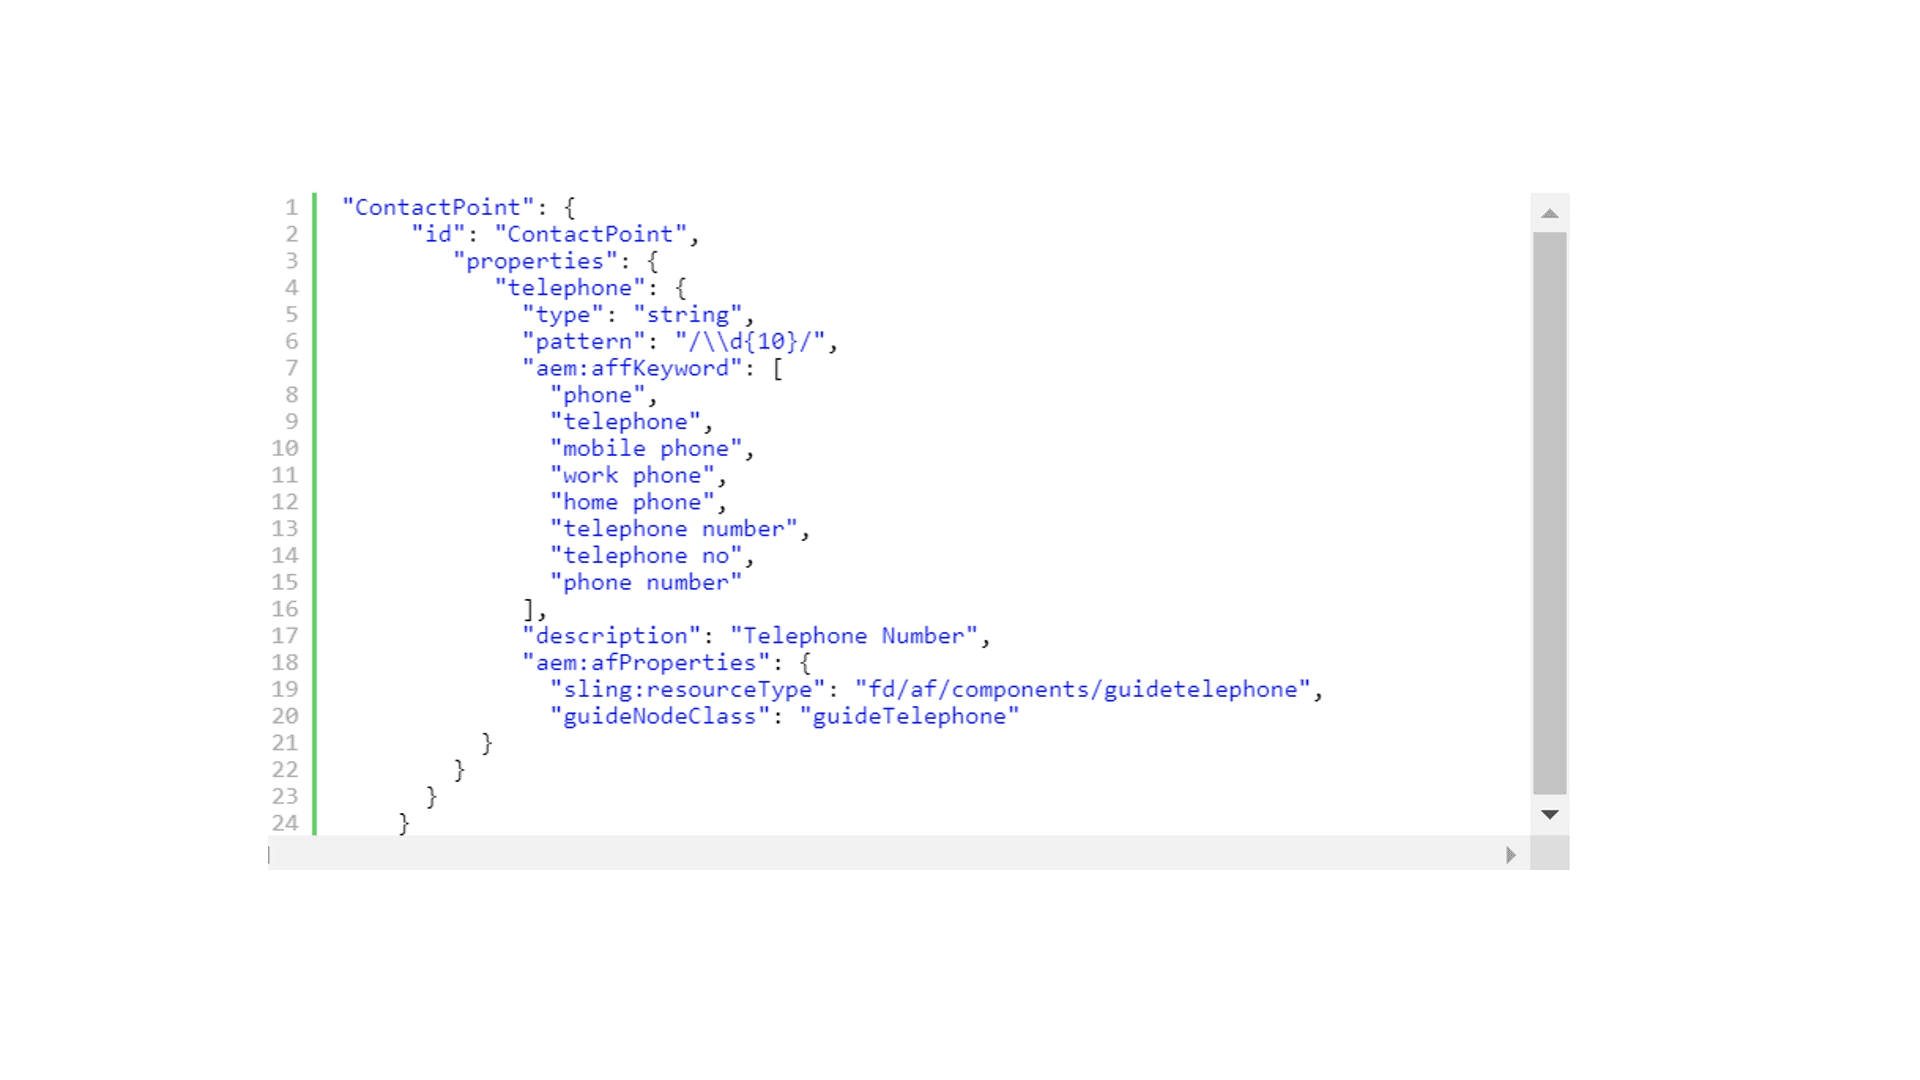 1 "ContactPoint": {
2 "id": "ContactPoint",
3 "properties": {
4 "telephone": {
5 "type": "string",
6 "pattern": "/\\d{10}/",
7 "aem:affKeyword": [
8 "phone",
9 "telephone",
10 "mobile phone",
11 "work phone",
12 "home phone",
13 "telephone number",
14 "telephone no",
15 "phone number"
16 ],
17 "description": "Telephone Number",
18 "aem:afProperties": {
19 "sling:resourceType": "fd/af/components/guidetelephone",
20 "guideNodeClass": "guideTelephone"
21 }
22 }
23 }
24 }